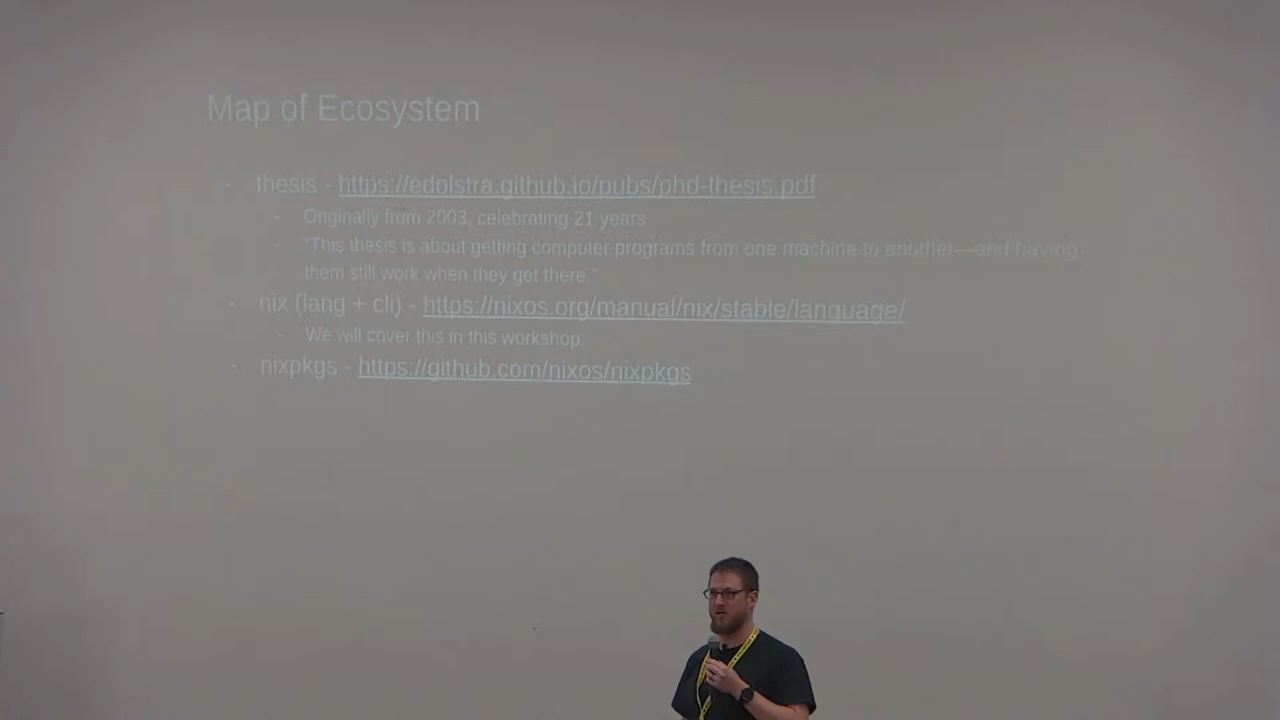 Map of Ecosystem
- thesis - https://edolstra.github.io/pubs/phd-thesis.pdf
- Originally from 2003, celebrating 21 years
- "This thesis is about getting computer programs from one machine to another—and having
them still work when they get there."
- nix (lang + cli) - https://nixos.org/manual/nix/stable/language/
- We will cover this in this workshop.
- nixpkgs - https://github.com/nixos/nixpkgs